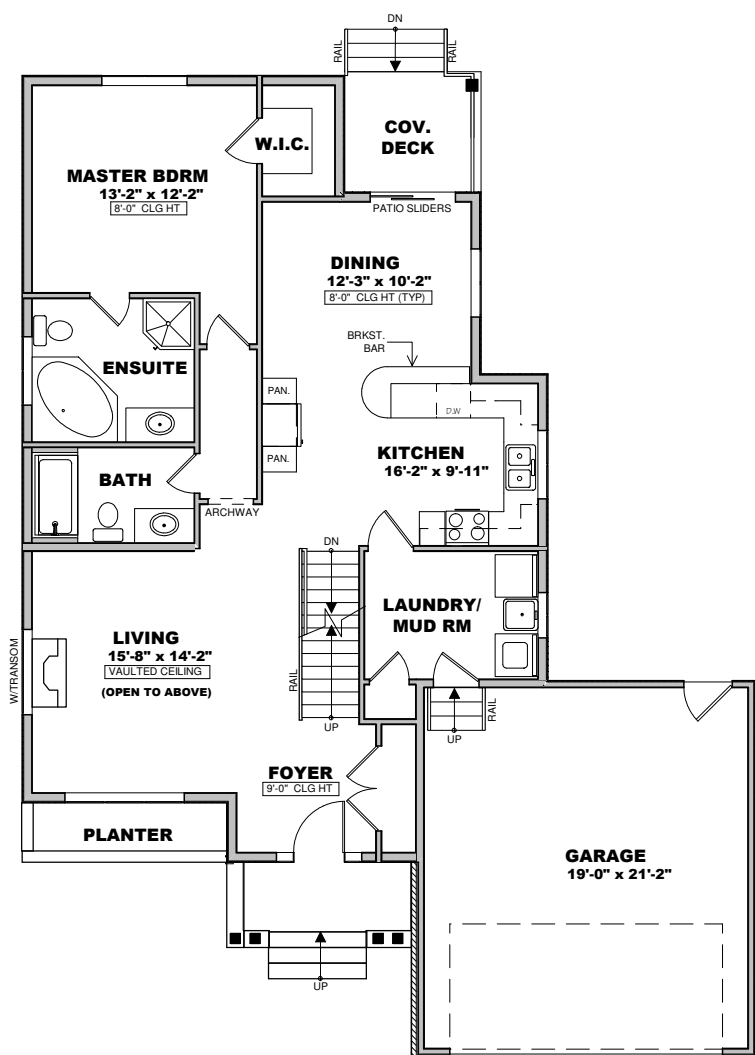 DN
RAIL
RAIL
COV.
DECK
W.I.C.
MASTER BDRM
13'-2" x 12'-2"
8'-0" CLG HT
PATIO SLIDERS
DINING
12'-3" x 10'-2"
8'-0" CLG HT (TYP)
BRKST.
BAR
ENSUITE
PAN.
D.W
KITCHEN
16'-2" x 9'-11"
PAN.
BATH
ARCHWAY
DN
LAUNDRY/
MUD RM
LIVING
15'-8" x 14'-2"
VAULTED CEILING
(OPEN TO ABOVE)
W/TRANSOM
RAIL
UP
RAIL
UP
FOYER
9'-0" CLG HT
PLANTER
GARAGE
19'-0" x 21'-2"
UP